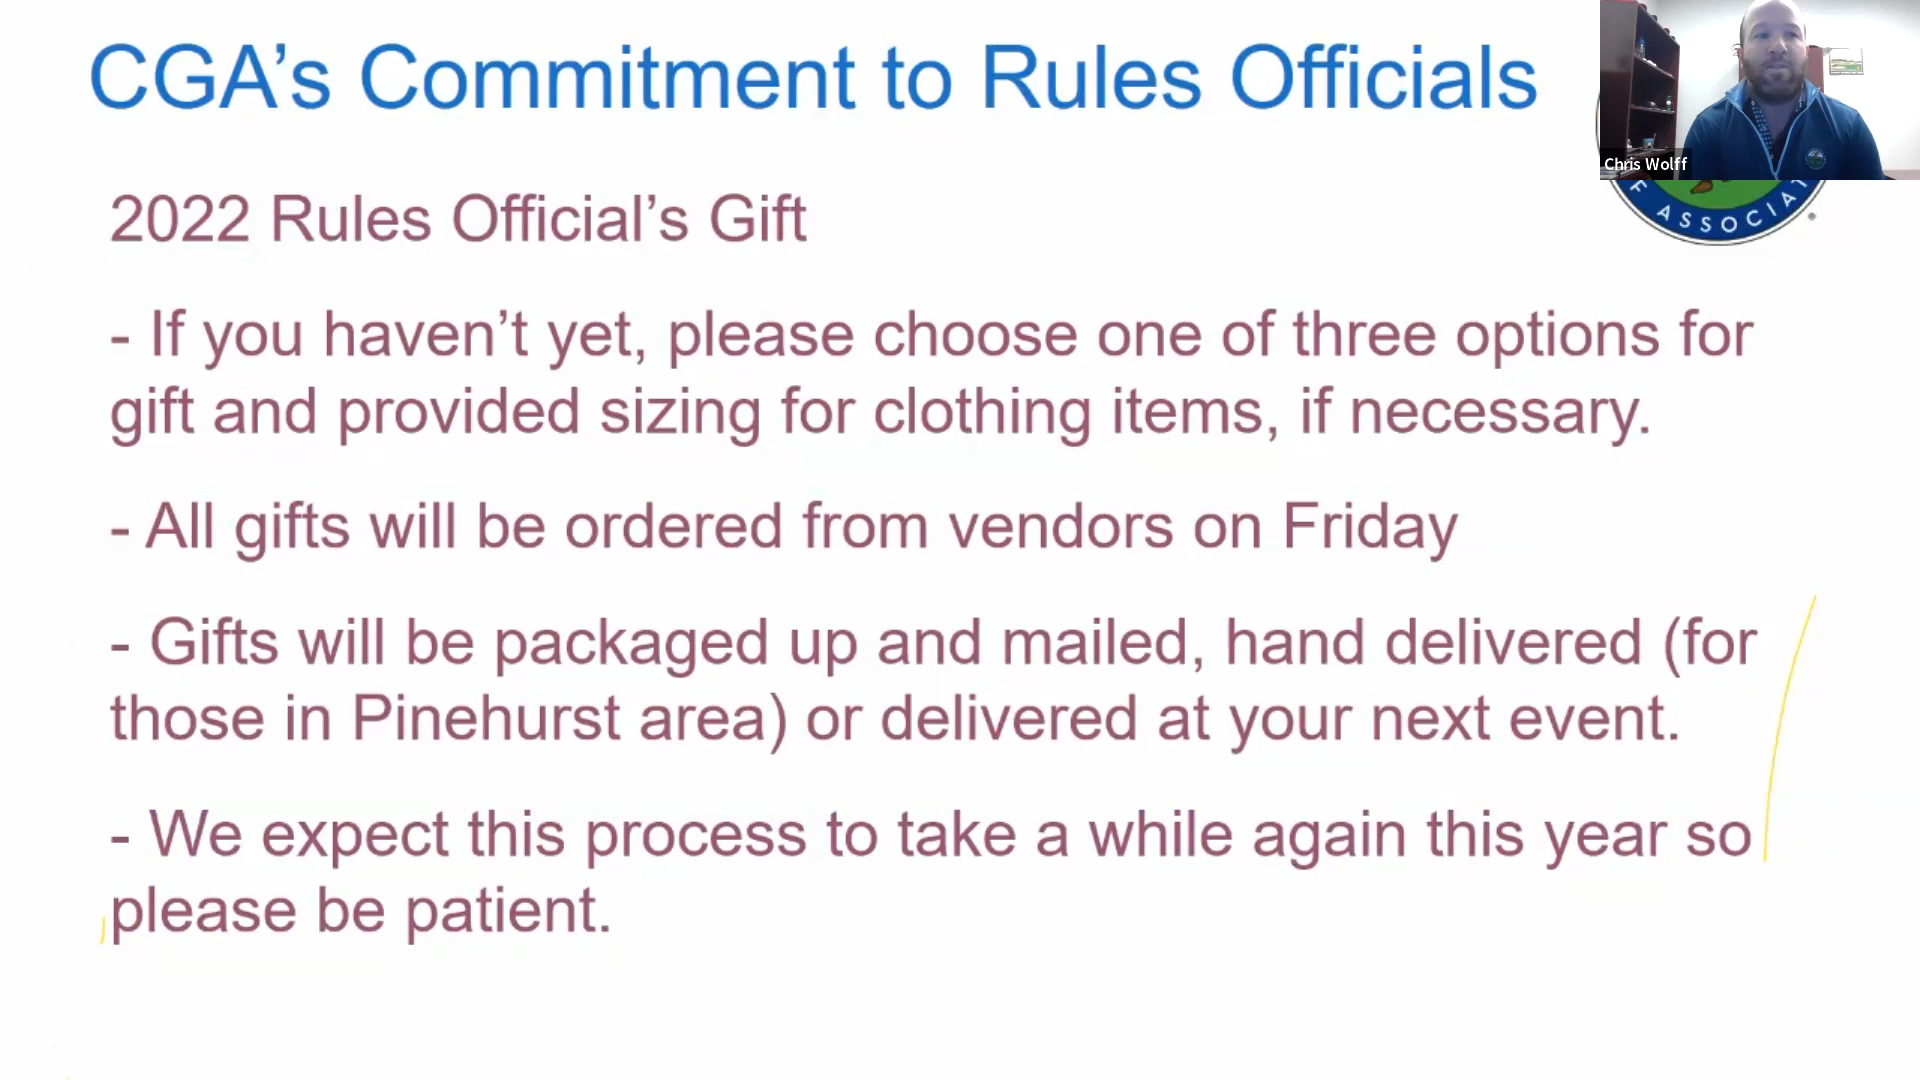 CGA’s Commitment to Rules Officials
Chris Wolff
F ASSOCIAT
®
2022 Rules Official’s Gift
- If you haven’t yet, please choose one of three options for
gift and provided sizing for clothing items, if necessary.
- All gifts will be ordered from vendors on Friday
- Gifts will be packaged up and mailed, hand delivered (for
those in Pinehurst area) or delivered at your next event.
- We expect this process to take a while again this year so
please be patient.